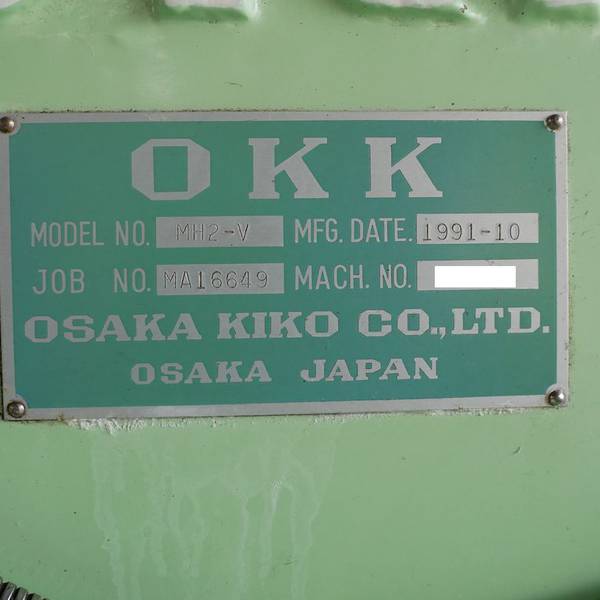 OKK
MODEL NO. MH2-V MFG. DATE. 1991-10
JOB NO. MA16649 MACH. NO.
OSAKA KIKO CO., LTD.
OSAKA JAPAN